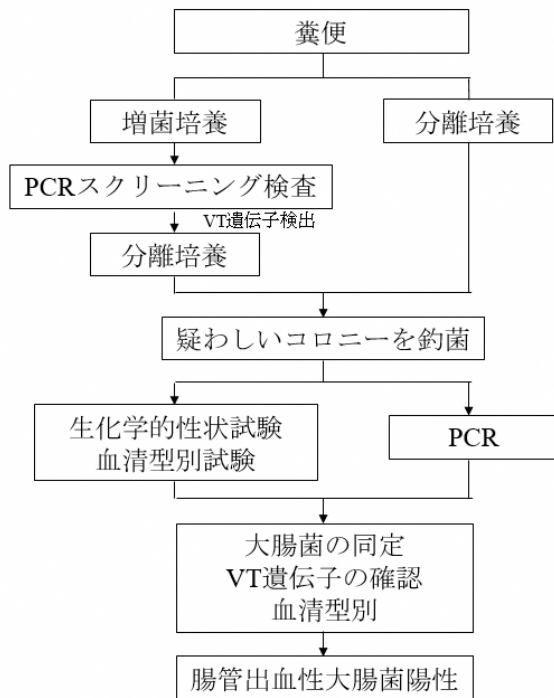 糞便
増菌培養
分離培養
PCRスクリーニング検査
VT遺伝子検出
分離培養
疑わしいコロニーを釣菌
生化学的性状試験
血清型別試験
PCR
大腸菌の同定
VT遺伝子の確認
血清型別
腸管出血性大腸菌陽性